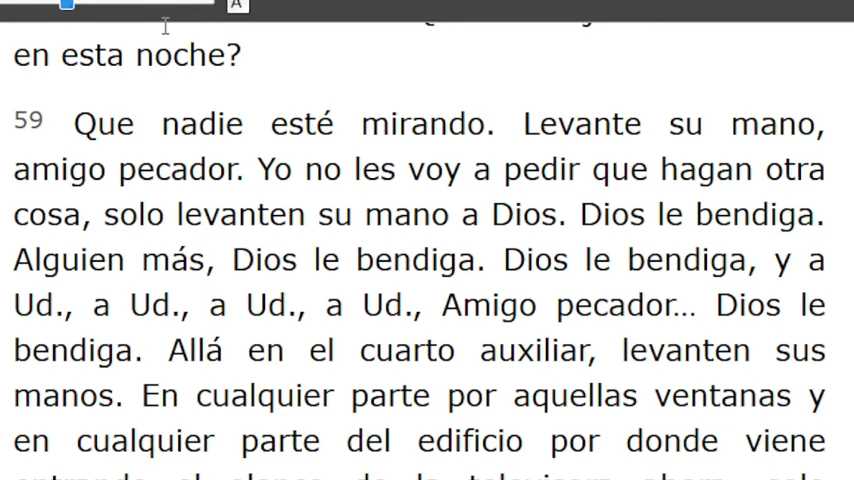 A
en esta noche?
59 Que nadie esté mirando. Levante su mano,
amigo pecador. Yo no les voy a pedir que hagan otra
cosa, solo levanten su mano a Dios. Dios le bendiga.
Alguien más, Dios le bendiga. Dios le bendiga, y a
Ud., a Ud., a Ud., a Ud., Amigo pecador... Dios le
bendiga. Allá en el cuarto auxiliar, levanten sus
manos. En cualquier parte por aquellas ventanas y
en cualquier parte del edificio por donde viene